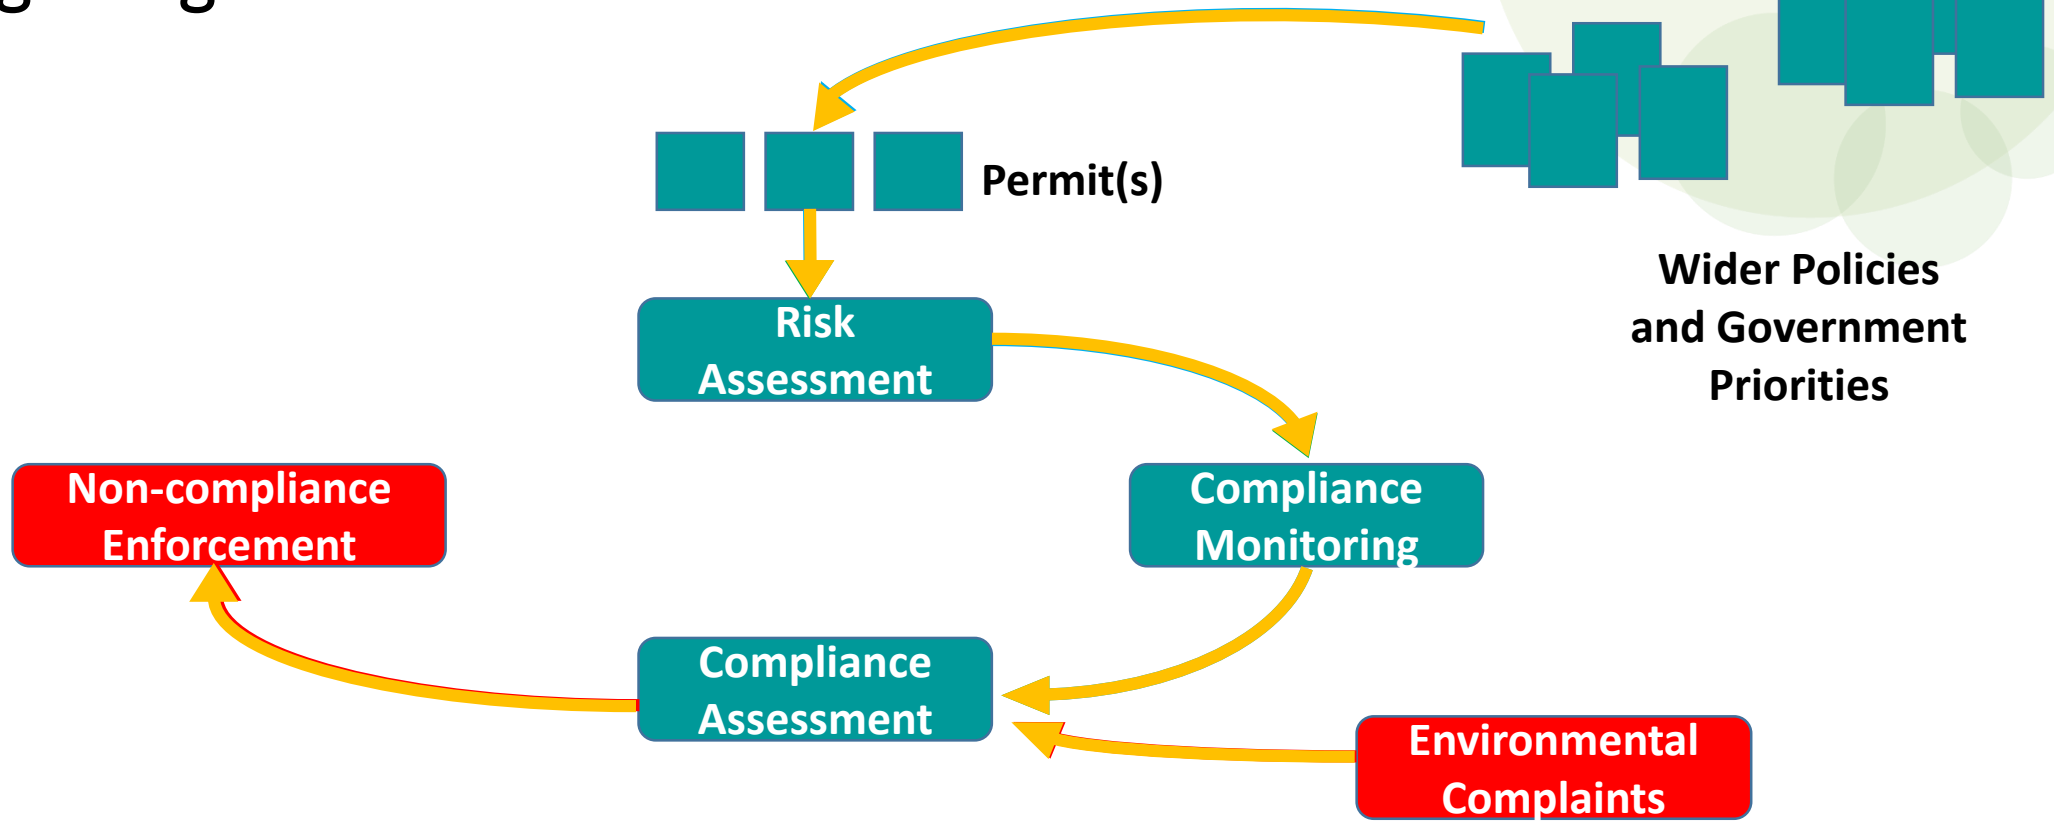 Permit(s)
Wider Policies
and Government
Priorities
Risk
Assessment
Non-compliance
Enforcement
Compliance
Monitoring
Compliance
Assessment
Environmental
Complaints